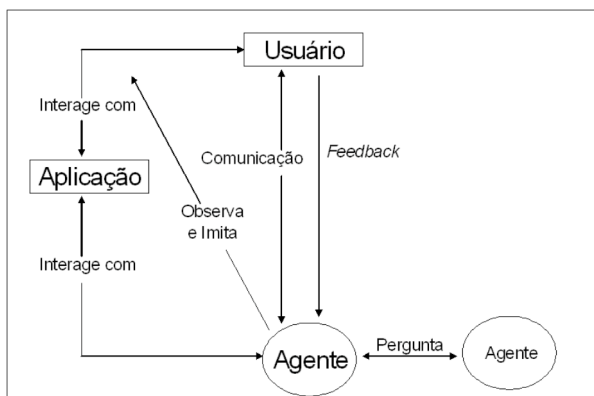 Usuário
Interage com
Comunicação
Feedback
Aplicação
Observa
e Imita
Interage com
Agente
Pergunta
Agente